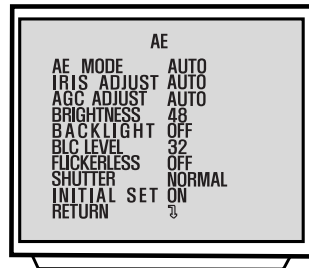 AE
AE MODE AUTO
IRIS ADJUST AUTO
AGC ADJUST AUTO
BRIGHTNESS 48
BACKLIGHT OFF
BLC LEVEL 32
FLICKERLESS OFF
SHUTTER NORMAL
INITIAL SET ON
RETURN ↵